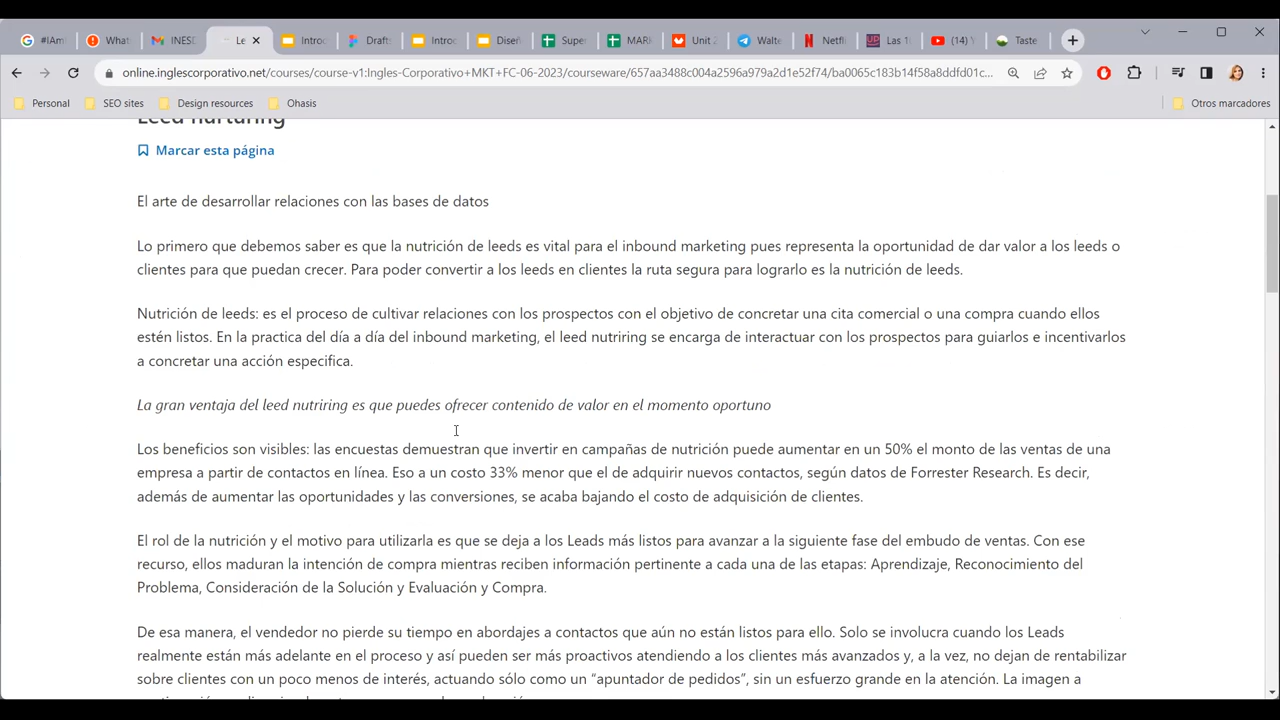 #IAm
What
INESD
Le
Introd
Draft
Introd
Diseñ
Super
MARK
Unit 2
Walte
Netfli
Las 1
(14) Y
Taste
online.inglescorporativo.net/courses/course-v1:Ingles-Corporativo+MKT+FC-06-2023/courseware/657aa3488c004a2596a979a2d1e52f74/ba0065c183b14f58a8ddfd01c...
Personal
SEO sites
Design resources
Ohasis
Otros marcadores
Leed nurturing
Marcar esta página
El arte de desarrollar relaciones con las bases de datos
Lo primero que debemos saber es que la nutrición de leeds es vital para el inbound marketing pues representa la oportunidad de dar valor a los leeds o
clientes para que puedan crecer. Para poder convertir a los leeds en clientes la ruta segura para lograrlo es la nutrición de leeds.
Nutrición de leeds: es el proceso de cultivar relaciones con los prospectos con el objetivo de concretar una cita comercial o una compra cuando ellos
estén listos. En la practica del día a día del inbound marketing, el leed nutriring se encarga de interactuar con los prospectos para guiarlos e incentivarlos
a concretar una acción especifica.
La gran ventaja del leed nutriring es que puedes ofrecer contenido de valor en el momento oportuno
Los beneficios son visibles: las encuestas demuestran que invertir en campañas de nutrición puede aumentar en un 50% el monto de las ventas de una
empresa a partir de contactos en línea. Eso a un costo 33% menor que el de adquirir nuevos contactos, según datos de Forrester Research. Es decir,
además de aumentar las oportunidades y las conversiones, se acaba bajando el costo de adquisición de clientes.
El rol de la nutrición y el motivo para utilizarla es que se deja a los Leads más listos para avanzar a la siguiente fase del embudo de ventas. Con ese
recurso, ellos maduran la intención de compra mientras reciben información pertinente a cada una de las etapas: Aprendizaje, Reconocimiento del
Problema, Consideración de la Solución y Evaluación y Compra.
De esa manera, el vendedor no pierde su tiempo en abordajes a contactos que aún no están listos para ello. Solo se involucra cuando los Leads
realmente están más adelante en el proceso y así pueden ser más proactivos atendiendo a los clientes más avanzados y, a la vez, no dejan de rentabilizar
sobre clientes con un poco menos de interés, actuando sólo como un “apuntador de pedidos”, sin un esfuerzo grande en la atención. La imagen a